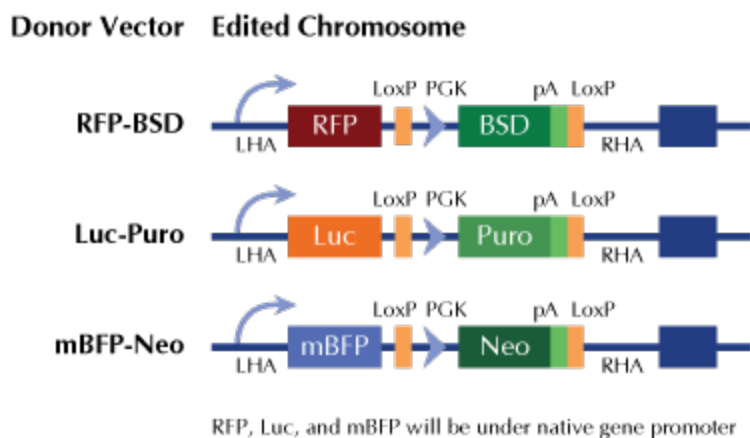 Donor Vector Edited Chromosome
LoxP PGK pA LoxP
RFP-BSD RFP BSD
LHA RHA
LoxP PGK pA LoxP
Luc-Puro Luc Puro
LHA RHA
LoxP PGK pA LoxP
mBFP-Neo mBFP Neo
LHA RHA
RFP, Luc, and mBFP will be under native gene promoter